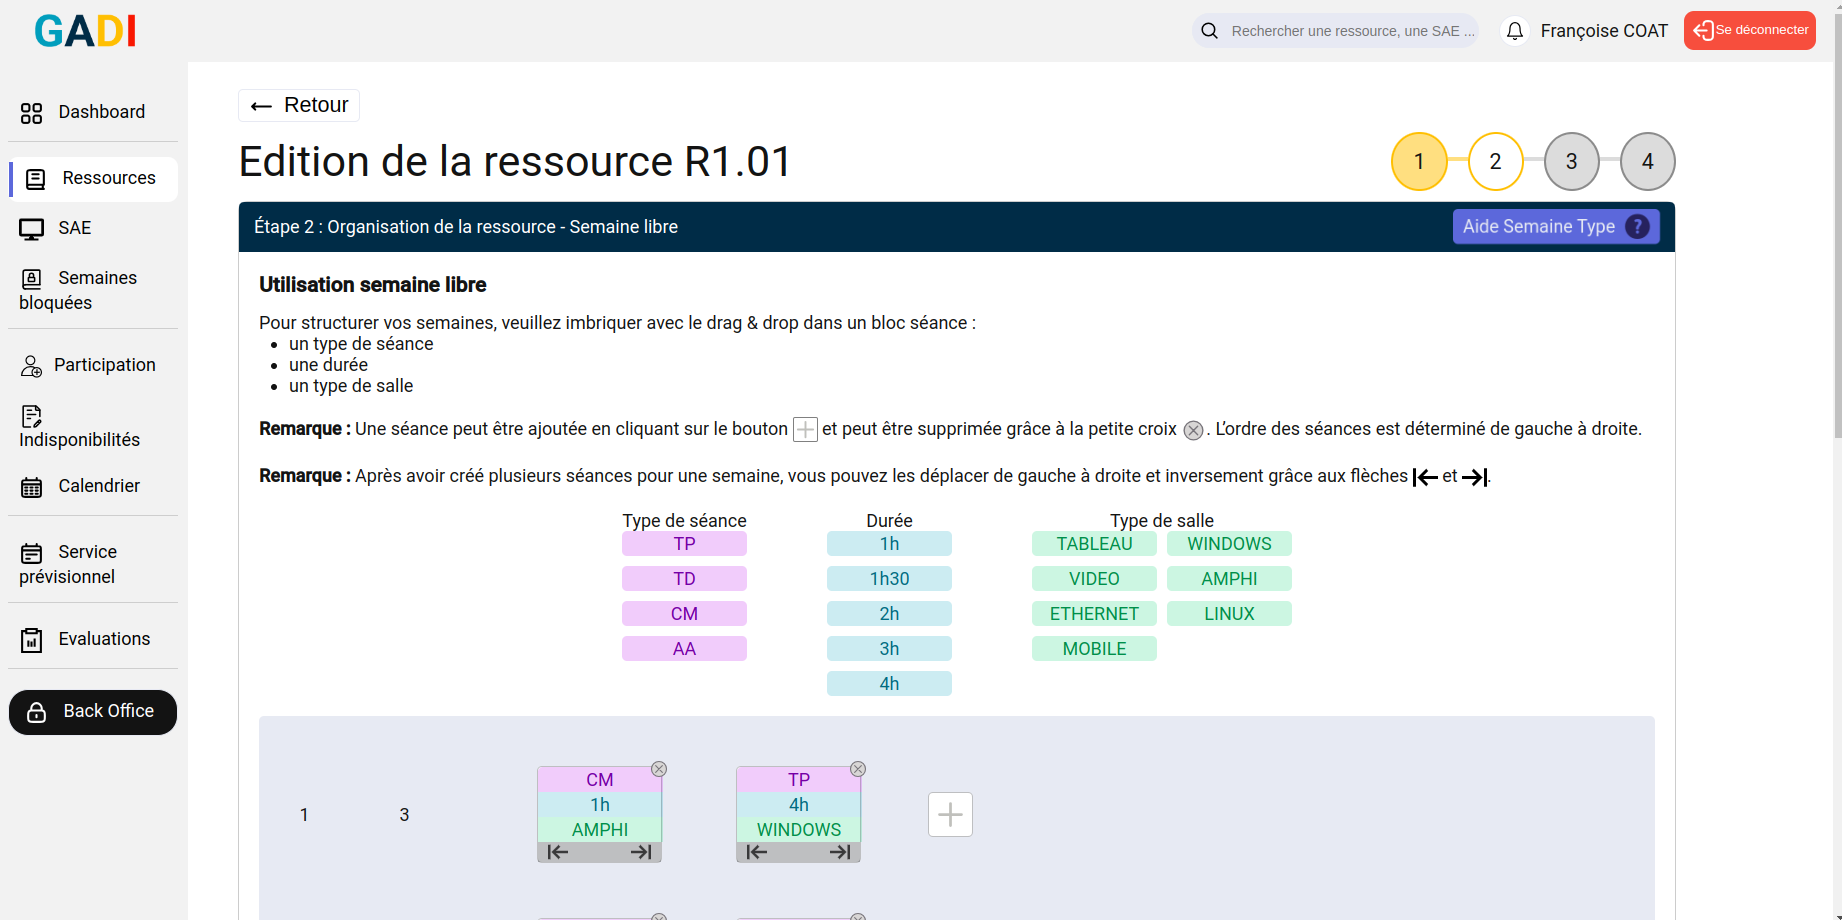 GADI
Rechercher une ressource, une SAE ...
Françoise COAT
Se déconnecter
Dashboard
Ressources
SAE
Semaines
bloquées
Participation
Indisponibilités
Calendrier
Service
prévisionnel
Evaluations
Back Office
← Retour
Edition de la ressource R1.01
1 2 3 4
Étape 2 : Organisation de la ressource - Semaine libre
Aide Semaine Type ?
Utilisation semaine libre
Pour structurer vos semaines, veuillez imbriquer avec le drag & drop dans un bloc séance :
• un type de séance
• une durée
• un type de salle
Remarque : Une séance peut être ajoutée en cliquant sur le bouton et peut être supprimée grâce à la petite croix . L'ordre des séances est déterminé de gauche à droite.
Remarque : Après avoir créé plusieurs séances pour une semaine, vous pouvez les déplacer de gauche à droite et inversement grâce aux flèches et .
Type de séance Durée Type de salle
TP 1h TABLEAU WINDOWS
TD 1h30 VIDEO AMPHI
CM 2h ETHERNET LINUX
AA 3h MOBILE
4h
CM TP
1h 4h
1 3
AMPHI WINDOWS